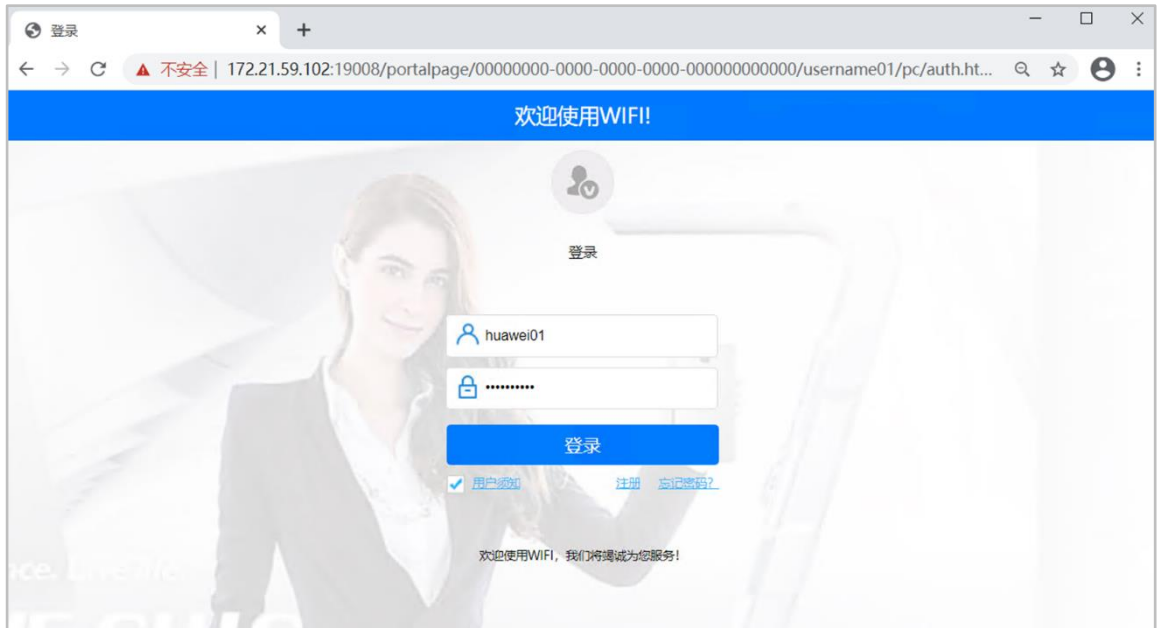 登录
不安全 | 172.21.59.102:19008/portalpage/00000000-0000-0000-0000-000000000000/username01/pc/auth.ht...
欢迎使用WIFI!
登录
huawei01
••••••••••
登录
用户须知 注册 忘记密码?
欢迎使用WIFI，我们将竭诚为您服务!